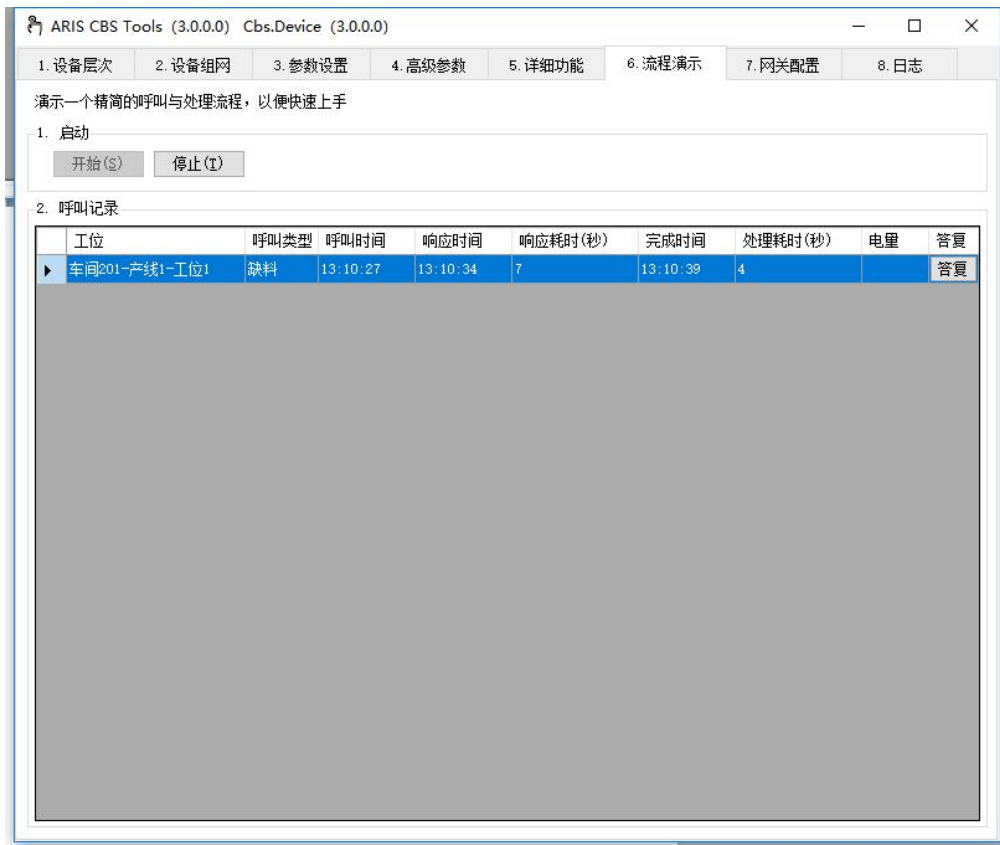 ARIS CBS Tools (3.0.0.0) Cbs.Device (3.0.0.0)
1.设备层次 2.设备组网 3.参数设置 4.高级参数 5.详细功能 6.流程演示 7.网关配置 8.日志
演示一个精简的呼叫与处理流程，以便快速上手
1. 启动
开始(S) 停止(T)
2. 呼叫记录
工位 呼叫类型 呼叫时间 响应时间 响应耗时(秒) 完成时间 处理耗时(秒) 电量 答复
车间201-产线1-工位1 缺料 13:10:27 13:10:34 7 13:10:39 4 答复